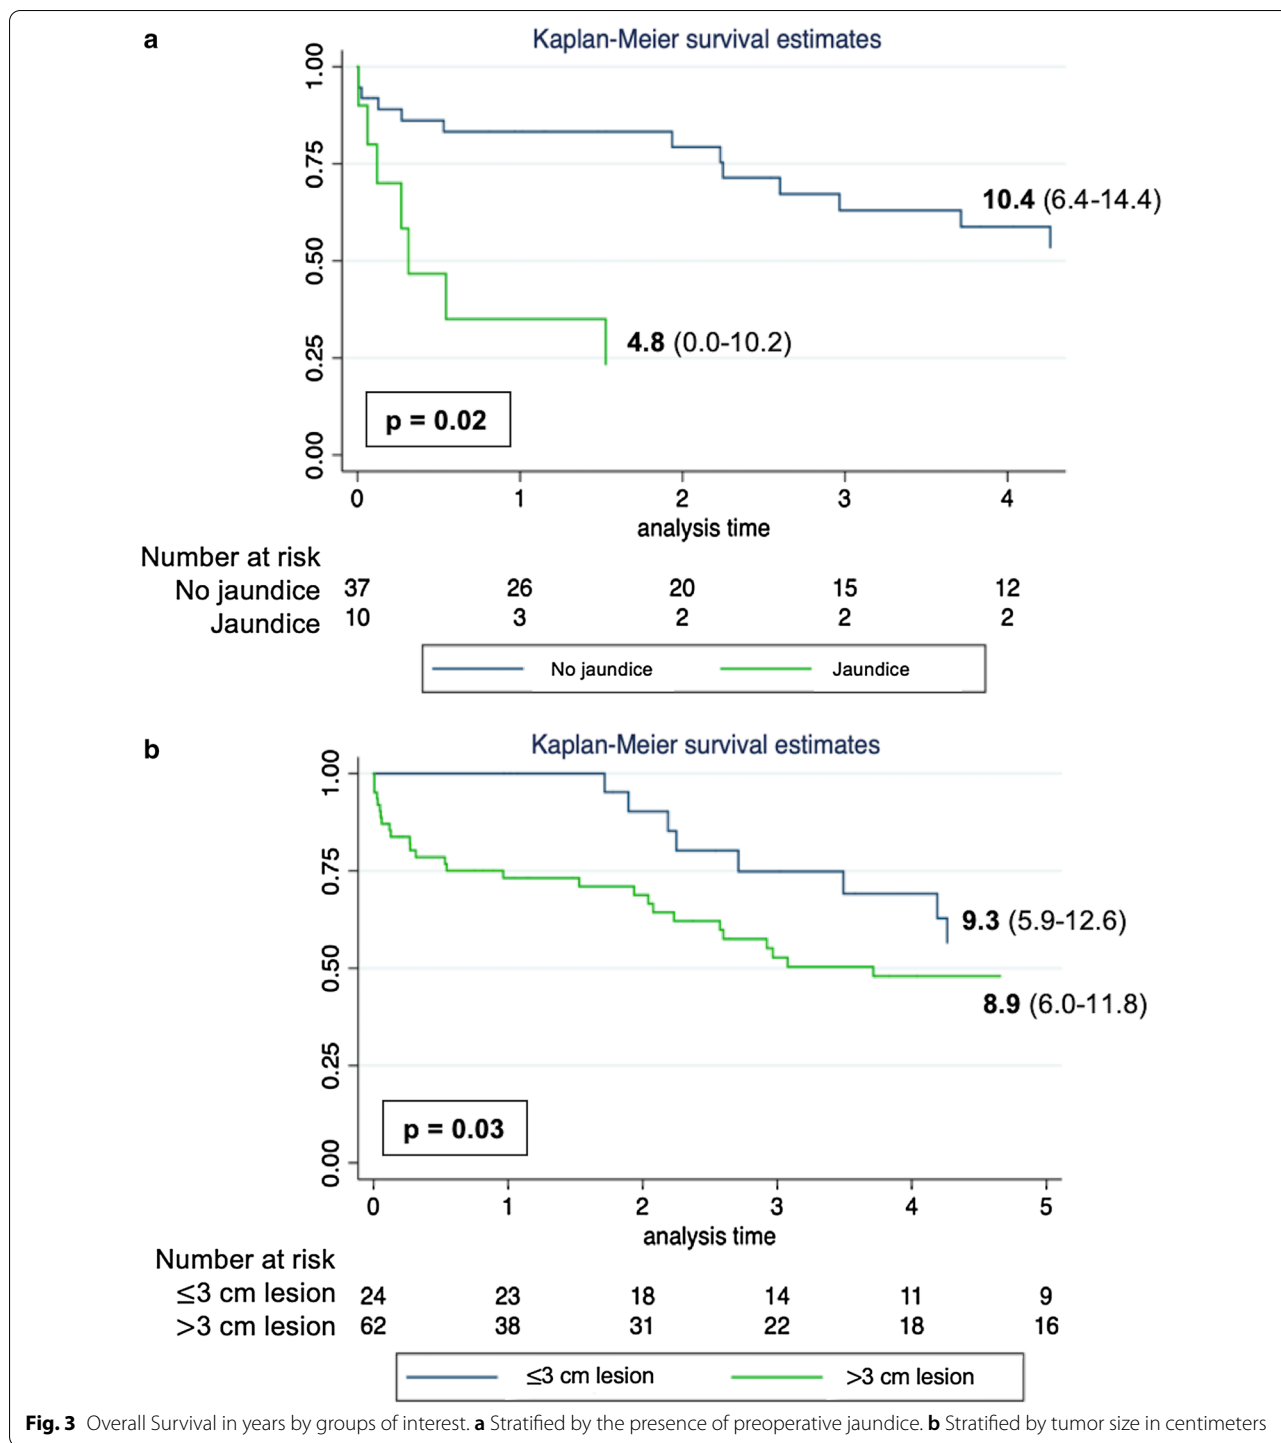 a
Kaplan-Meier survival estimates
1.00
0.75
0.50
0.25
0.00
10.4 (6.4-14.4)
4.8 (0.0-10.2)
p = 0.02
0 1 2 3 4
analysis time
Number at risk
No jaundice 37 26 20 15 12
Jaundice 10 3 2 2 2
No jaundice Jaundice
b
Kaplan-Meier survival estimates
1.00
0.75
0.50
0.25
0.00
9.3 (5.9-12.6)
8.9 (6.0-11.8)
p = 0.03
0 1 2 3 4 5
analysis time
Number at risk
≤3 cm lesion 24 23 18 14 11 9
>3 cm lesion 62 38 31 22 18 16
≤3 cm lesion >3 cm lesion
Fig. 3 Overall Survival in years by groups of interest. a Stratified by the presence of preoperative jaundice. b Stratified by tumor size in centimeters